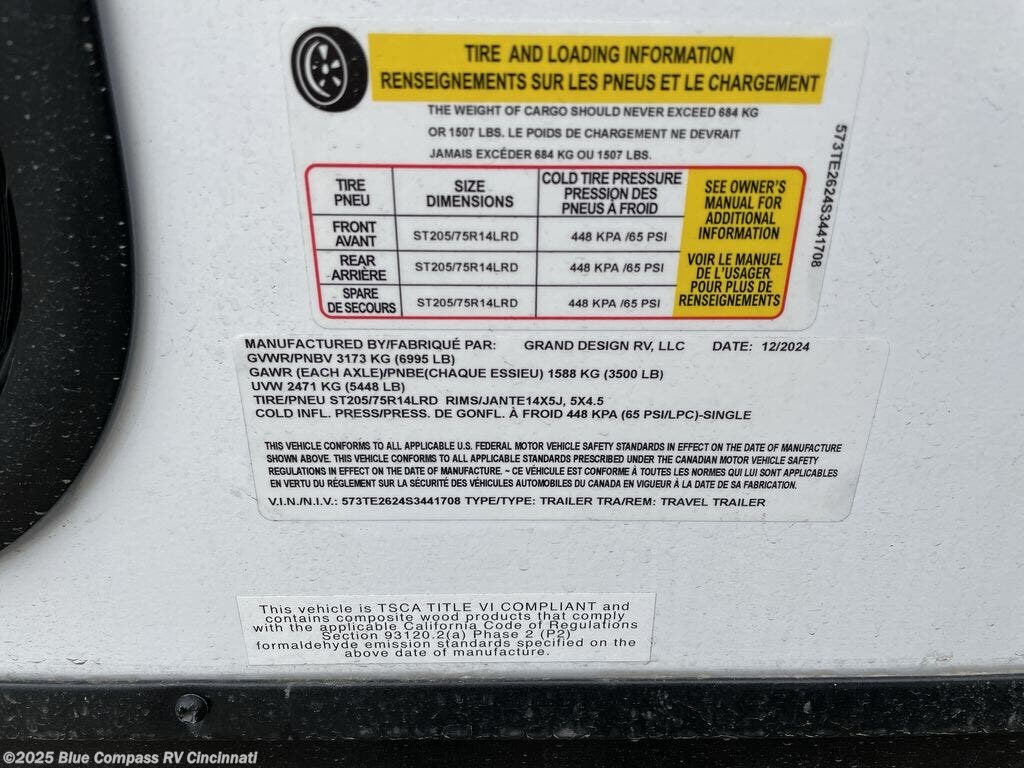 TIRE AND LOADING INFORMATION
RENSEIGNEMENTS SUR LES PNEUS ET LE CHARGEMENT
THE WEIGHT OF CARGO SHOULD NEVER EXCEED 684 KG
OR 1507 LBS. LE POIDS DE CHARGEMENT NE DEVRAIT
JAMAIS EXCÉDER 684 KG OU 1507 LBS.
TIRE
PNEU
SIZE
DIMENSIONS
COLD TIRE PRESSURE
PRESSION DES
PNEUS À FROID
FRONT
AVANT
ST205/75R14LRD
448 KPA /65 PSI
REAR
ARRIÈRE
ST205/75R14LRD
448 KPA /65 PSI
SPARE
DE SECOURS
ST205/75R14LRD
448 KPA /65 PSI
SEE OWNER'S
MANUAL FOR
ADDITIONAL
INFORMATION
VOIR LE MANUEL
DE L'USAGER
POUR PLUS DE
RENSEIGNEMENTS
573TE2624S3441708
MANUFACTURED BY/FABRIQUÉ PAR: GRAND DESIGN RV, LLC DATE: 12/2024
GVWR/PNBV 3173 KG (6995 LB)
GAWR (EACH AXLE)/PNBE(CHAQUE ESSIEU) 1588 KG (3500 LB)
UVW 2471 KG (5448 LB)
TIRE/PNEU ST205/75R14LRD RIMS/JANTE14X5J, 5X4.5
COLD INFL. PRESS/PRESS. DE GONFL. À FROID 448 KPA (65 PSI/LPC)-SINGLE
THIS VEHICLE CONFORMS TO ALL APPLICABLE U.S. FEDERAL MOTOR VEHICLE SAFETY STANDARDS IN EFFECT ON THE DATE OF MANUFACTURE
SHOWN ABOVE. THIS VEHICLE CONFORMS TO ALL APPLICABLE STANDARDS PRESCRIBED UNDER THE CANADIAN MOTOR VEHICLE SAFETY
REGULATIONS IN EFFECT ON THE DATE OF MANUFACTURE. ~ CE VÉHICULE EST CONFORME À TOUTES LES NORMES QUI LUI SONT APPLICABLES
EN VERTU DU RÈGLEMENT SUR LA SÉCURITÉ DES VÉHICULES AUTOMOBILES DU CANADA EN VIGUEUR À LA DATE DE SA FABRICATION.
V.I.N./N.I.V.: 573TE2624S3441708 TYPE/TYPE: TRAILER TRA/REM: TRAVEL TRAILER
This vehicle is TSCA TITLE VI COMPLIANT and
contains composite wood products that comply
with the applicable California Code of Regulations
Section 93120.2(a) Phase 2 (P2)
formaldehyde emission standards specified on the
above date of manufacture.
©2025 Blue Compass RV Cincinnati